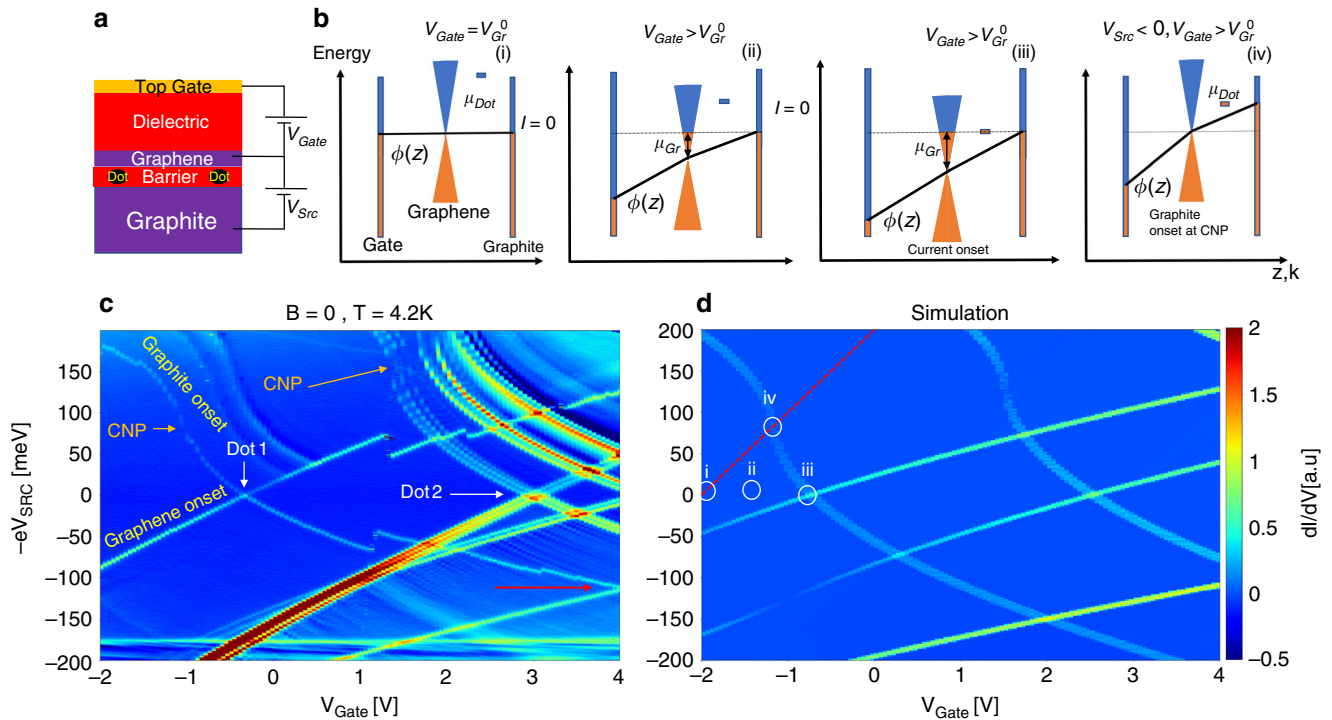 a
Top Gate
Dielectric
Graphene
Dot Barrier Dot
Graphite
V_Gate
V_Src
b
Energy
V_Gate = V_Gr^0
(i)
μ_Dot
I = 0
ϕ(z)
Graphene
Gate
Graphite
V_Gate > V_Gr^0
(ii)
I = 0
μ_Gr
ϕ(z)
V_Gate > V_Gr^0
(iii)
μ_Gr
ϕ(z)
Current onset
V_Src < 0, V_Gate > V_Gr^0
(iv)
μ_Dot
ϕ(z)
Graphite
onset at CNP
z,k
c
B = 0 , T = 4.2K
−eV_SRC [meV]
150
100
50
0
−50
−100
−150
−200
Graphite onset
CNP
CNP
Dot 1
Dot 2
Graphene onset
−2 −1 0 1 2 3 4
V_Gate [V]
d
Simulation
200
150
100
50
0
−50
−100
−150
−200
iv
i
ii
iii
−2 −1 0 1 2 3 4
V_Gate [V]
2
1.5
1
0.5
0
−0.5
dI/dV[a.u]